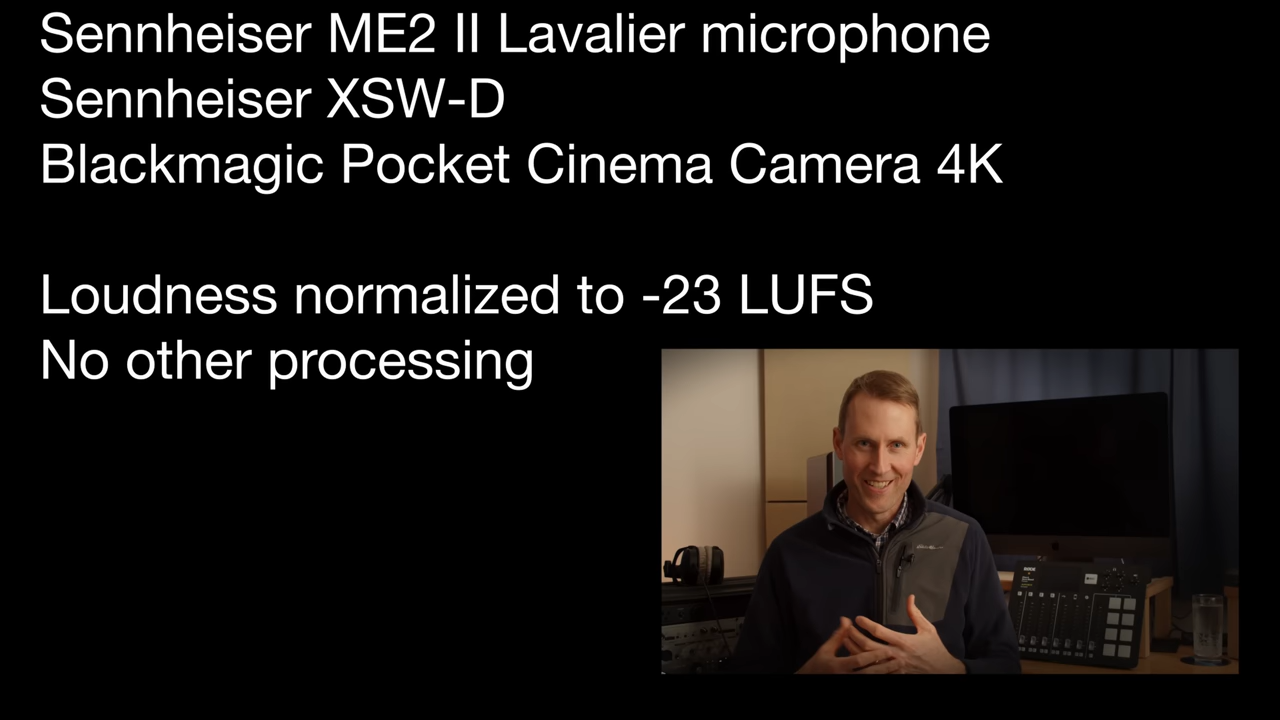 Sennheiser ME2 II Lavalier microphone
Sennheiser XSW-D
Blackmagic Pocket Cinema Camera 4K
Loudness normalized to -23 LUFS
No other processing
RØDE